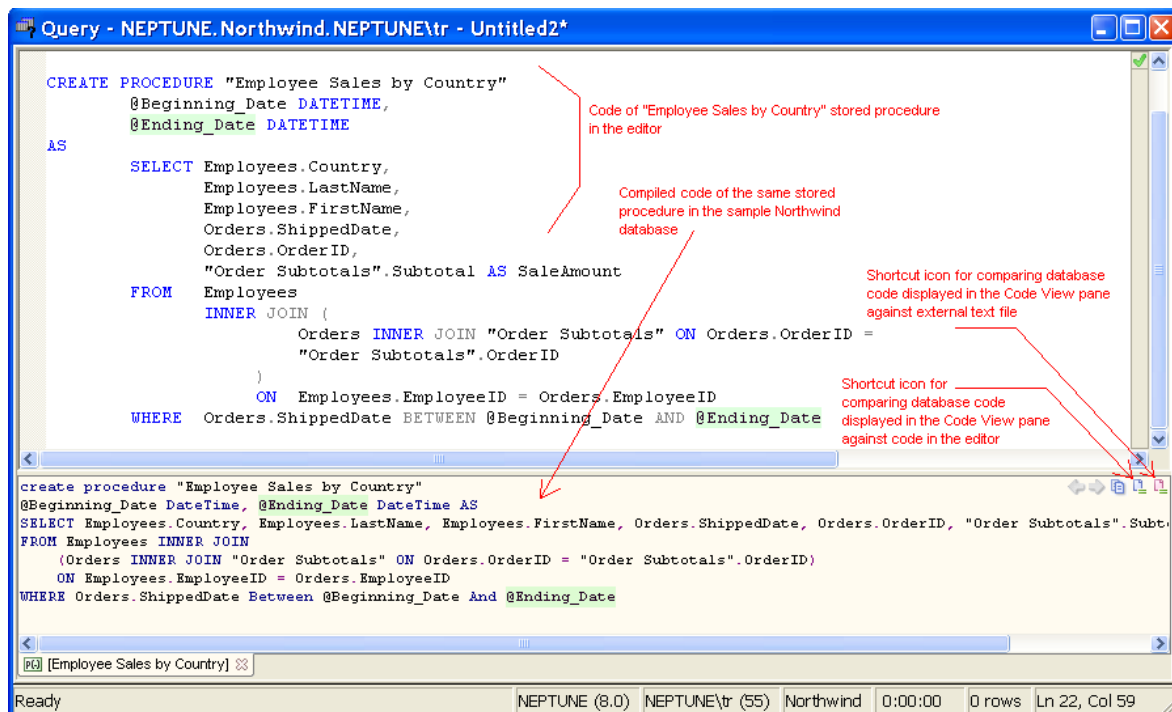 Query - NEPTUNE.Northwind.NEPTUNE\tr - Untitled2*
CREATE PROCEDURE "Employee Sales by Country"
@Beginning_Date DATETIME,
@Ending_Date DATETIME
AS
SELECT Employees.Country,
Employees.LastName,
Employees.FirstName,
Orders.ShippedDate,
Orders.OrderID,
"Order Subtotals".Subtotal AS SaleAmount
FROM Employees
INNER JOIN (
Orders INNER JOIN "Order Subtotals" ON Orders.OrderID =
"Order Subtotals".OrderID
)
ON Employees.EmployeeID = Orders.EmployeeID
WHERE Orders.ShippedDate BETWEEN @Beginning_Date AND @Ending_Date
Code of "Employee Sales by Country" stored procedure
in the editor
Compiled code of the same stored
procedure in the sample Northwind
database
Shortcut icon for comparing database
code displayed in the Code View pane
against external text file
Shortcut icon for
comparing database code
displayed in the Code View pane
against code in the editor
create procedure "Employee Sales by Country"
@Beginning_Date DateTime, @Ending_Date DateTime AS
SELECT Employees.Country, Employees.LastName, Employees.FirstName, Orders.ShippedDate, Orders.OrderID, "Order Subtotals".Subt
FROM Employees INNER JOIN
(Orders INNER JOIN "Order Subtotals" ON Orders.OrderID = "Order Subtotals".OrderID)
ON Employees.EmployeeID = Orders.EmployeeID
WHERE Orders.ShippedDate Between @Beginning_Date And @Ending_Date
[Employee Sales by Country]
Ready NEPTUNE (8.0) NEPTUNE\tr (55) Northwind 0:00:00 0 rows Ln 22, Col 59